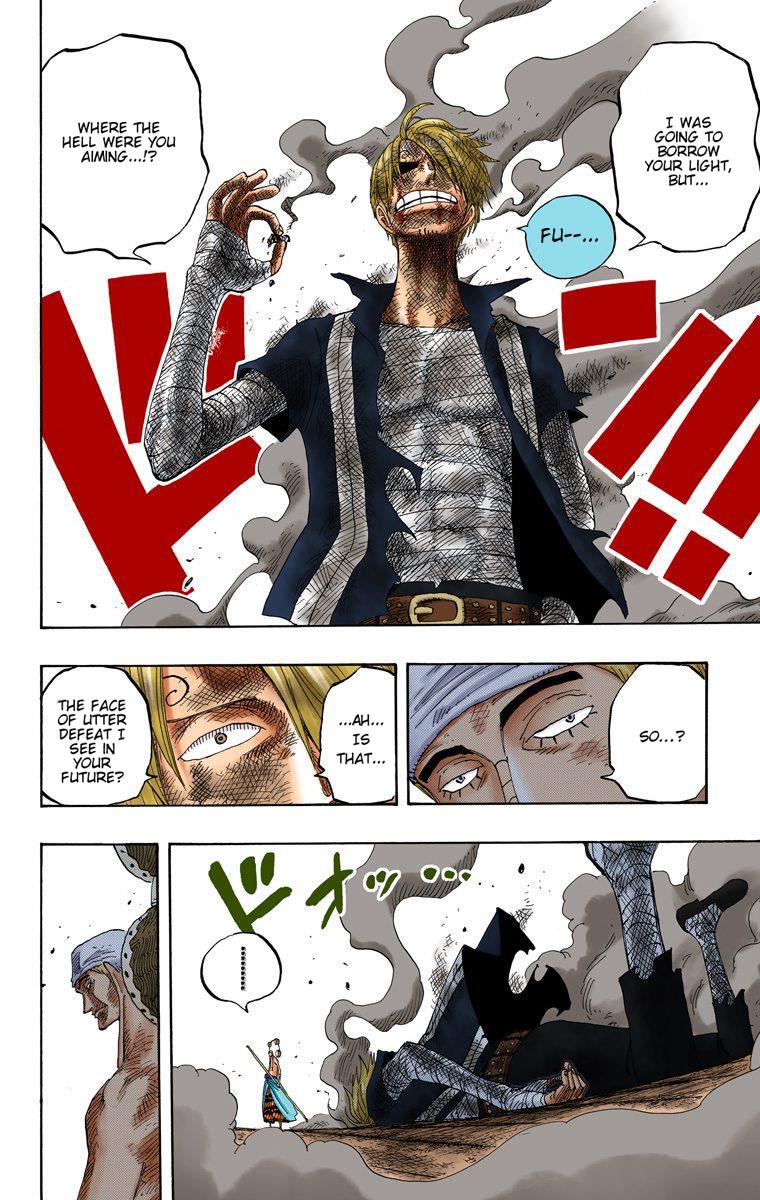 I WAS
GOING TO
BORROW
YOUR LIGHT,
BUT...
FU--...
WHERE THE
HELL WERE YOU
AIMING...!?
ド
ン!!
SO...?
...AH...
IS
THAT...
THE FACE
OF UTTER
DEFEAT I
SEE IN
YOUR
FUTURE?
ドオッ...
.........